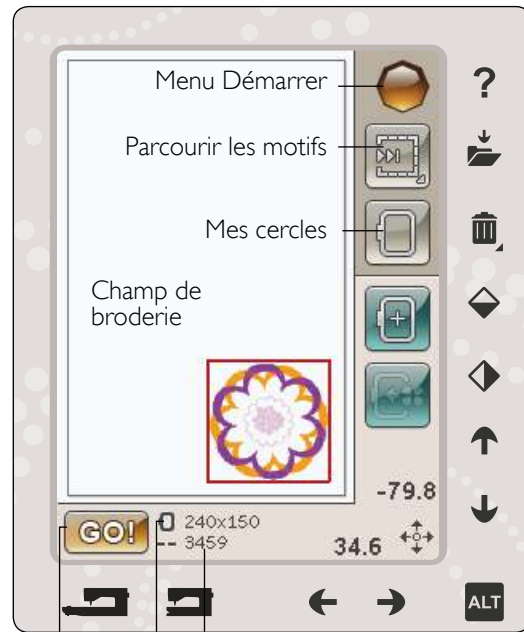 Menu Démarrer
?
Parcourir les motifs
Mes cercles
Champ de
broderie
-79.8
GO!
240x150
3459
34.6
ALT